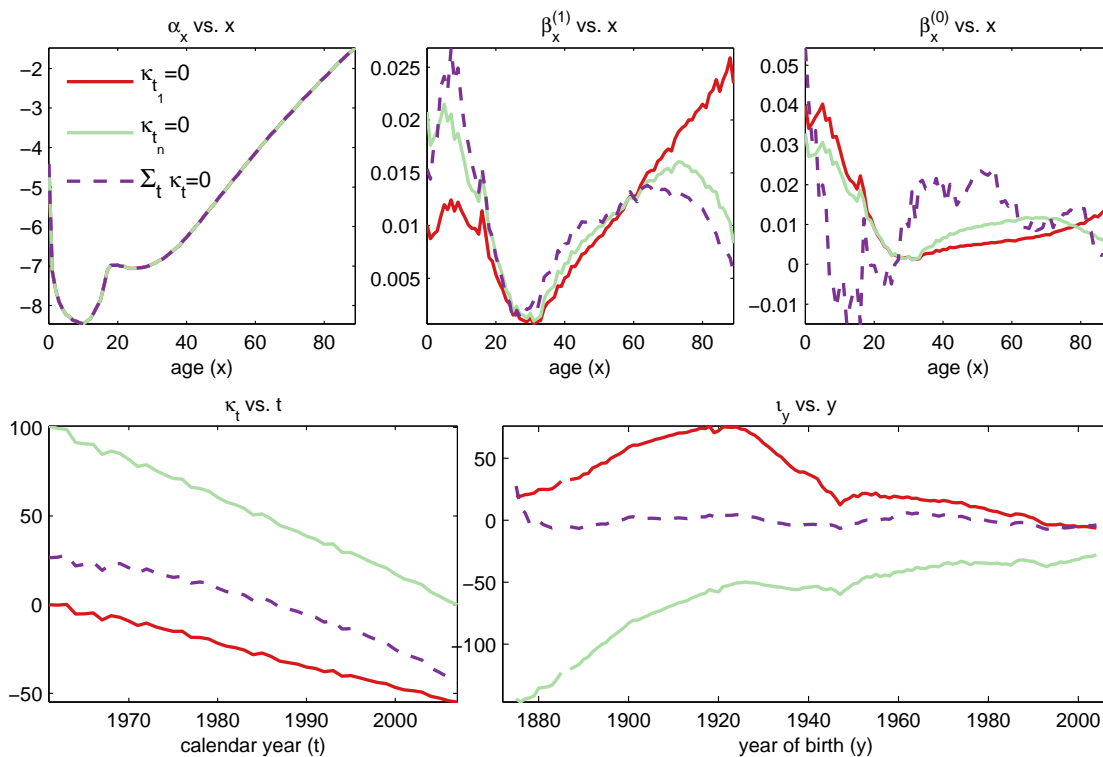 α_x vs. x
-2
-3
-4
-5
-6
-7
-8
κ_{t_1}=0
κ_{t_n}=0
Σ_t κ_t=0
0 20 40 60 80
age (x)
β_x^{(1)} vs. x
0.025
0.02
0.015
0.01
0.005
0 20 40 60 80
age (x)
β_x^{(0)} vs. x
0.05
0.04
0.03
0.02
0.01
0
-0.01
0 20 40 60 80
age (x)
κ_t vs. t
100
50
0
-50
1970 1980 1990 2000
calendar year (t)
ι_y vs. y
50
0
-50
-100
1880 1900 1920 1940 1960 1980 2000
year of birth (y)